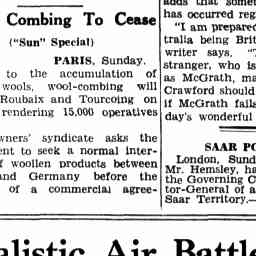 Combing To Cease
("Sun" Special)
PARIS, Sunday.
to the accumulation of
wools, wool-combing will
Roubaix and Tourcoing on
rendering 15,000 operatives
wners' syndicate asks the
ent to seek a normal inter-
f woollen products between
and Germany before the
of a commercial agree-
adds that some
has occurred reg
"I am prepared
tralia being Brit
writer says, "
stranger, who is
as McGrath, ma
Crawford should
if McGrath fails
day's wonderful
SAAR PO
London, Sund
Mr. Hemsley, ha
the Governing C
tor-General of a
Saar Territory.—
alistic Air Battle